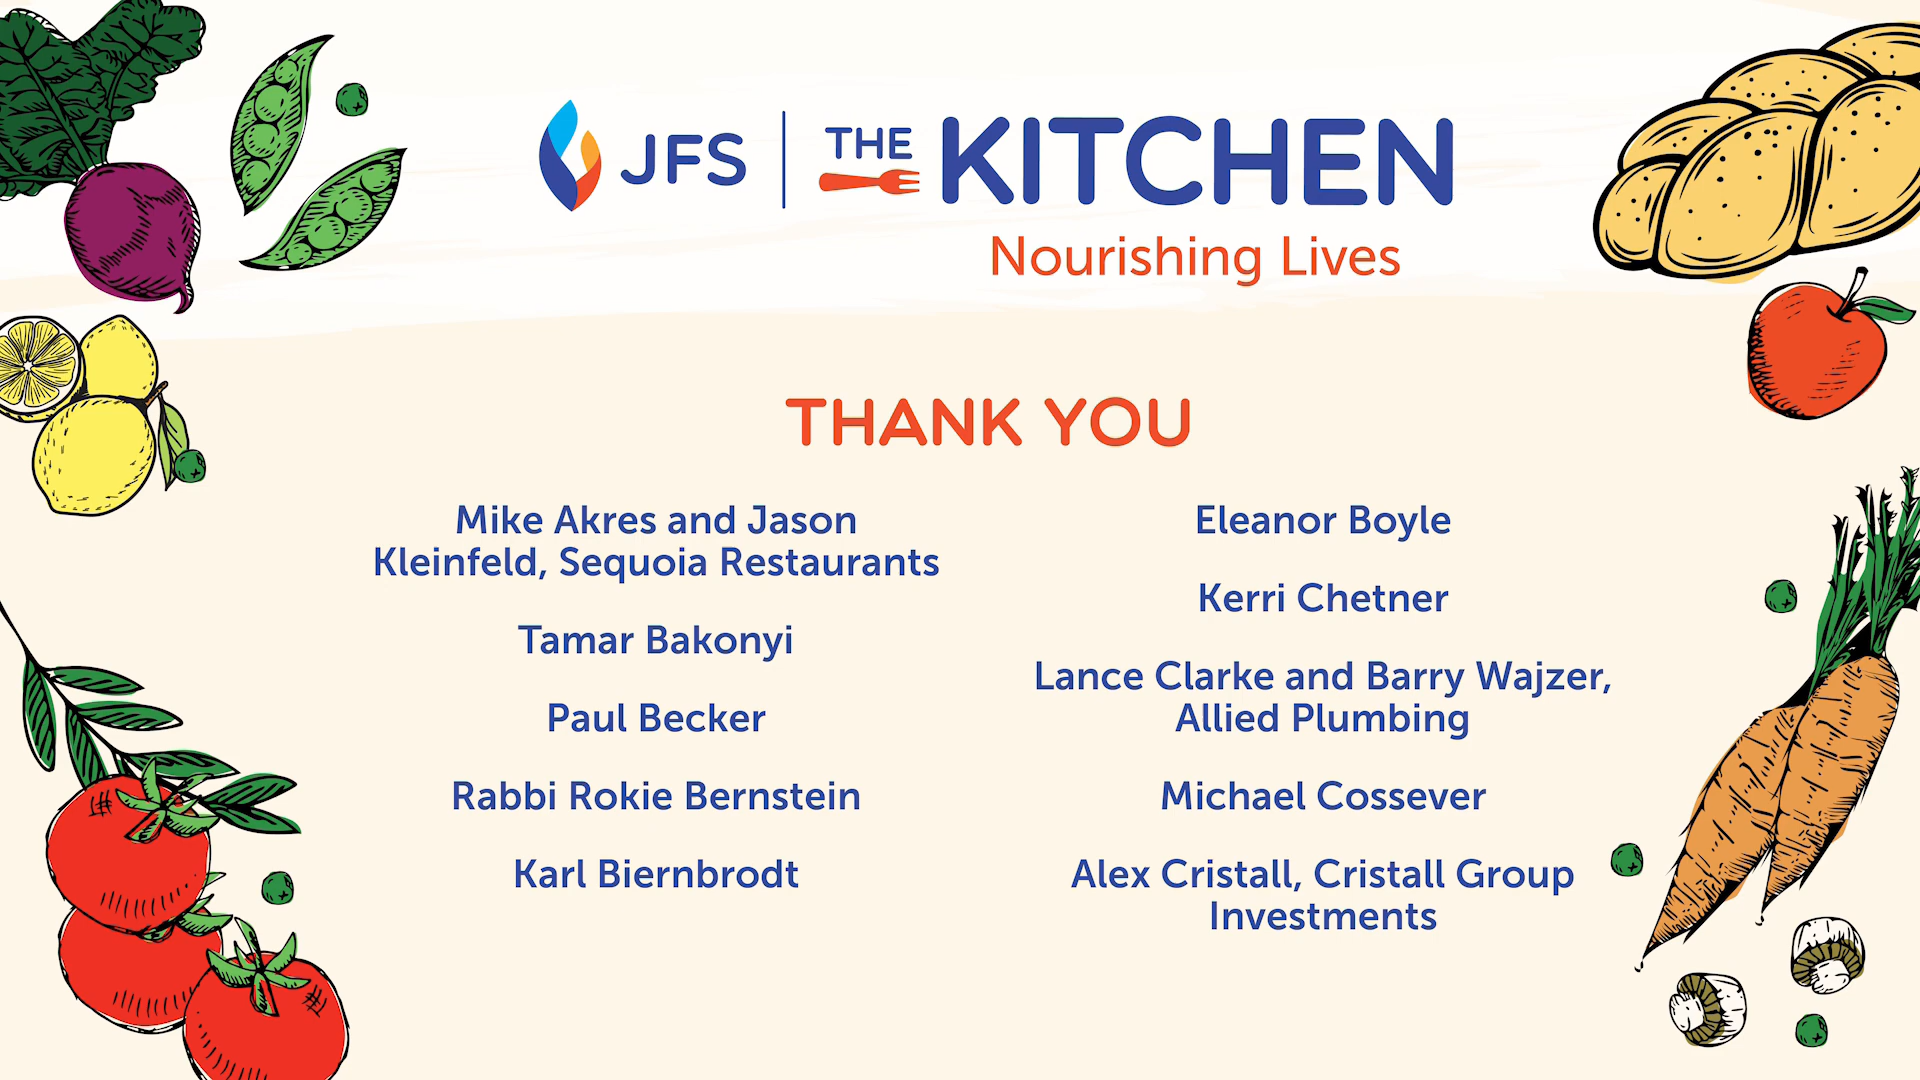 JFS
THE KITCHEN
Nourishing Lives
THANK YOU
Mike Akres and Jason
Kleinfeld, Sequoia Restaurants
Tamar Bakonyi
Paul Becker
Rabbi Rokie Bernstein
Karl Biernbrodt
Eleanor Boyle
Kerri Chetner
Lance Clarke and Barry Wajzer,
Allied Plumbing
Michael Cossever
Alex Cristall, Cristall Group
Investments